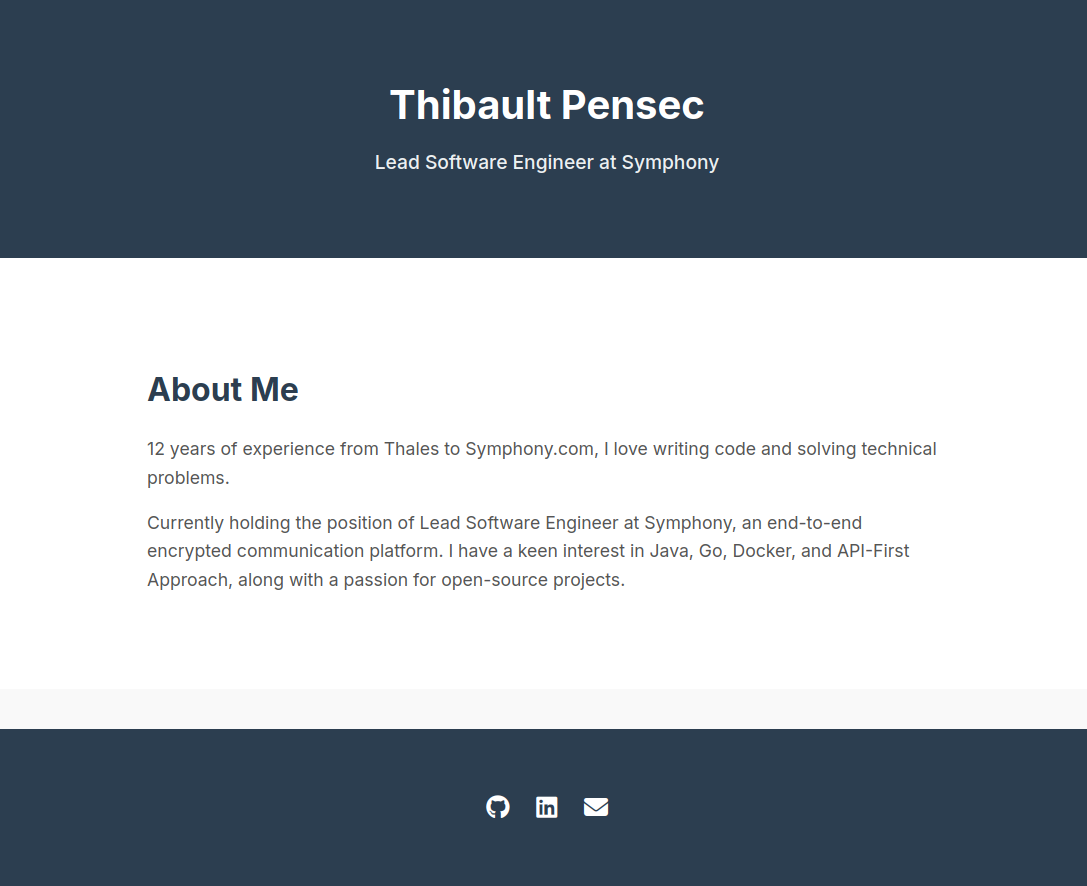 Thibault Pensec
Lead Software Engineer at Symphony
About Me
12 years of experience from Thales to Symphony.com, I love writing code and solving technical
problems.
Currently holding the position of Lead Software Engineer at Symphony, an end-to-end
encrypted communication platform. I have a keen interest in Java, Go, Docker, and API-First
Approach, along with a passion for open-source projects.
in